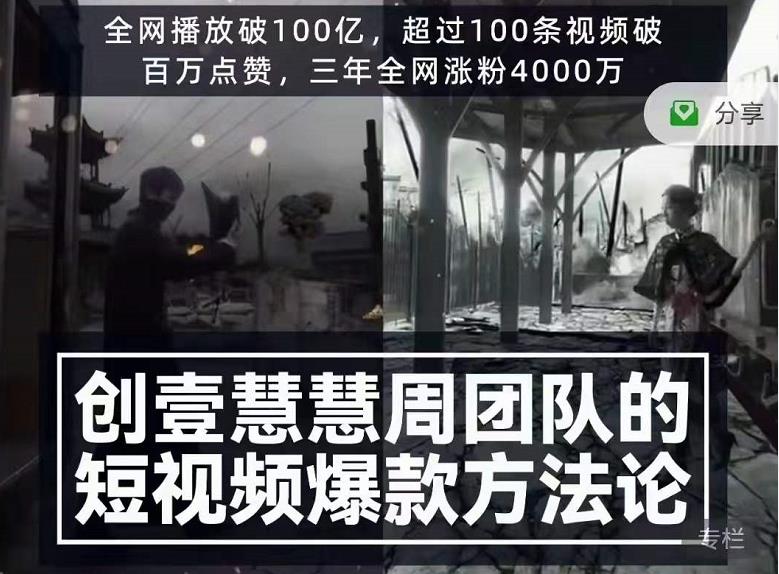 全网播放破100亿，超过100条视频破
百万点赞，三年全网涨粉4000万
分享
创壹慧慧周团队的
短视频爆款方法论
专栏